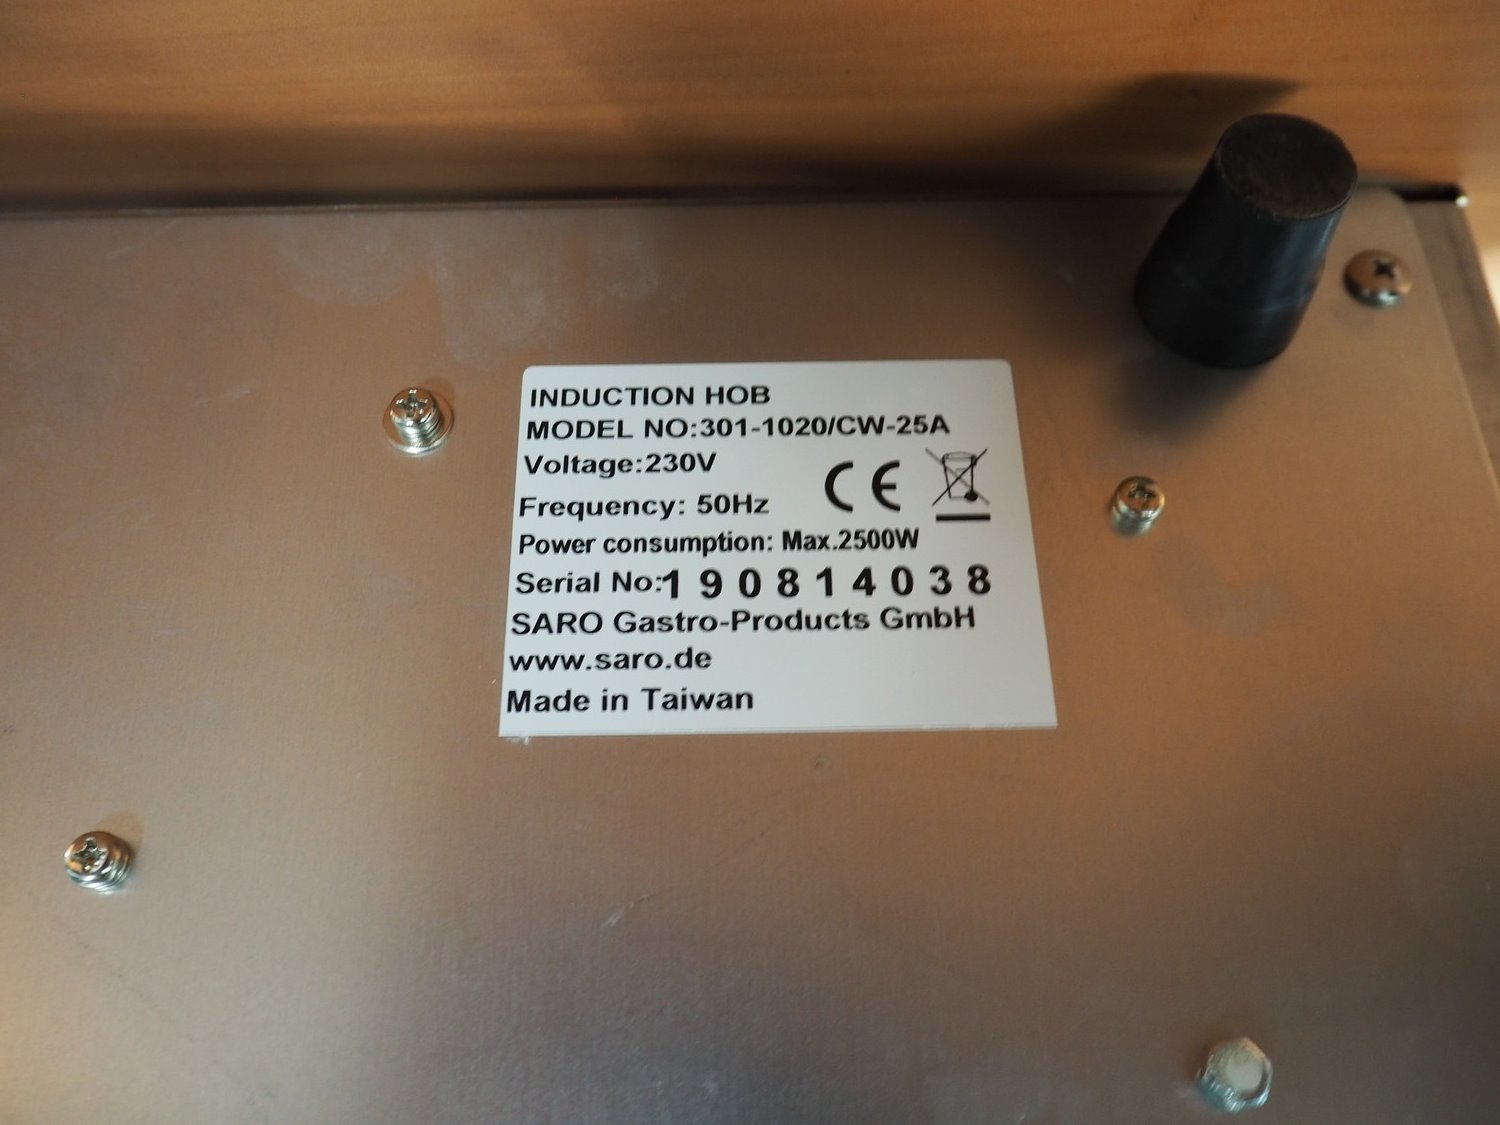 INDUCTION HOB
MODEL NO:301-1020/CW-25A
Voltage:230V
CE
Frequency: 50Hz
Power consumption: Max.2500W
Serial No:190814038
SARO Gastro-Products GmbH
www.saro.de
Made in Taiwan